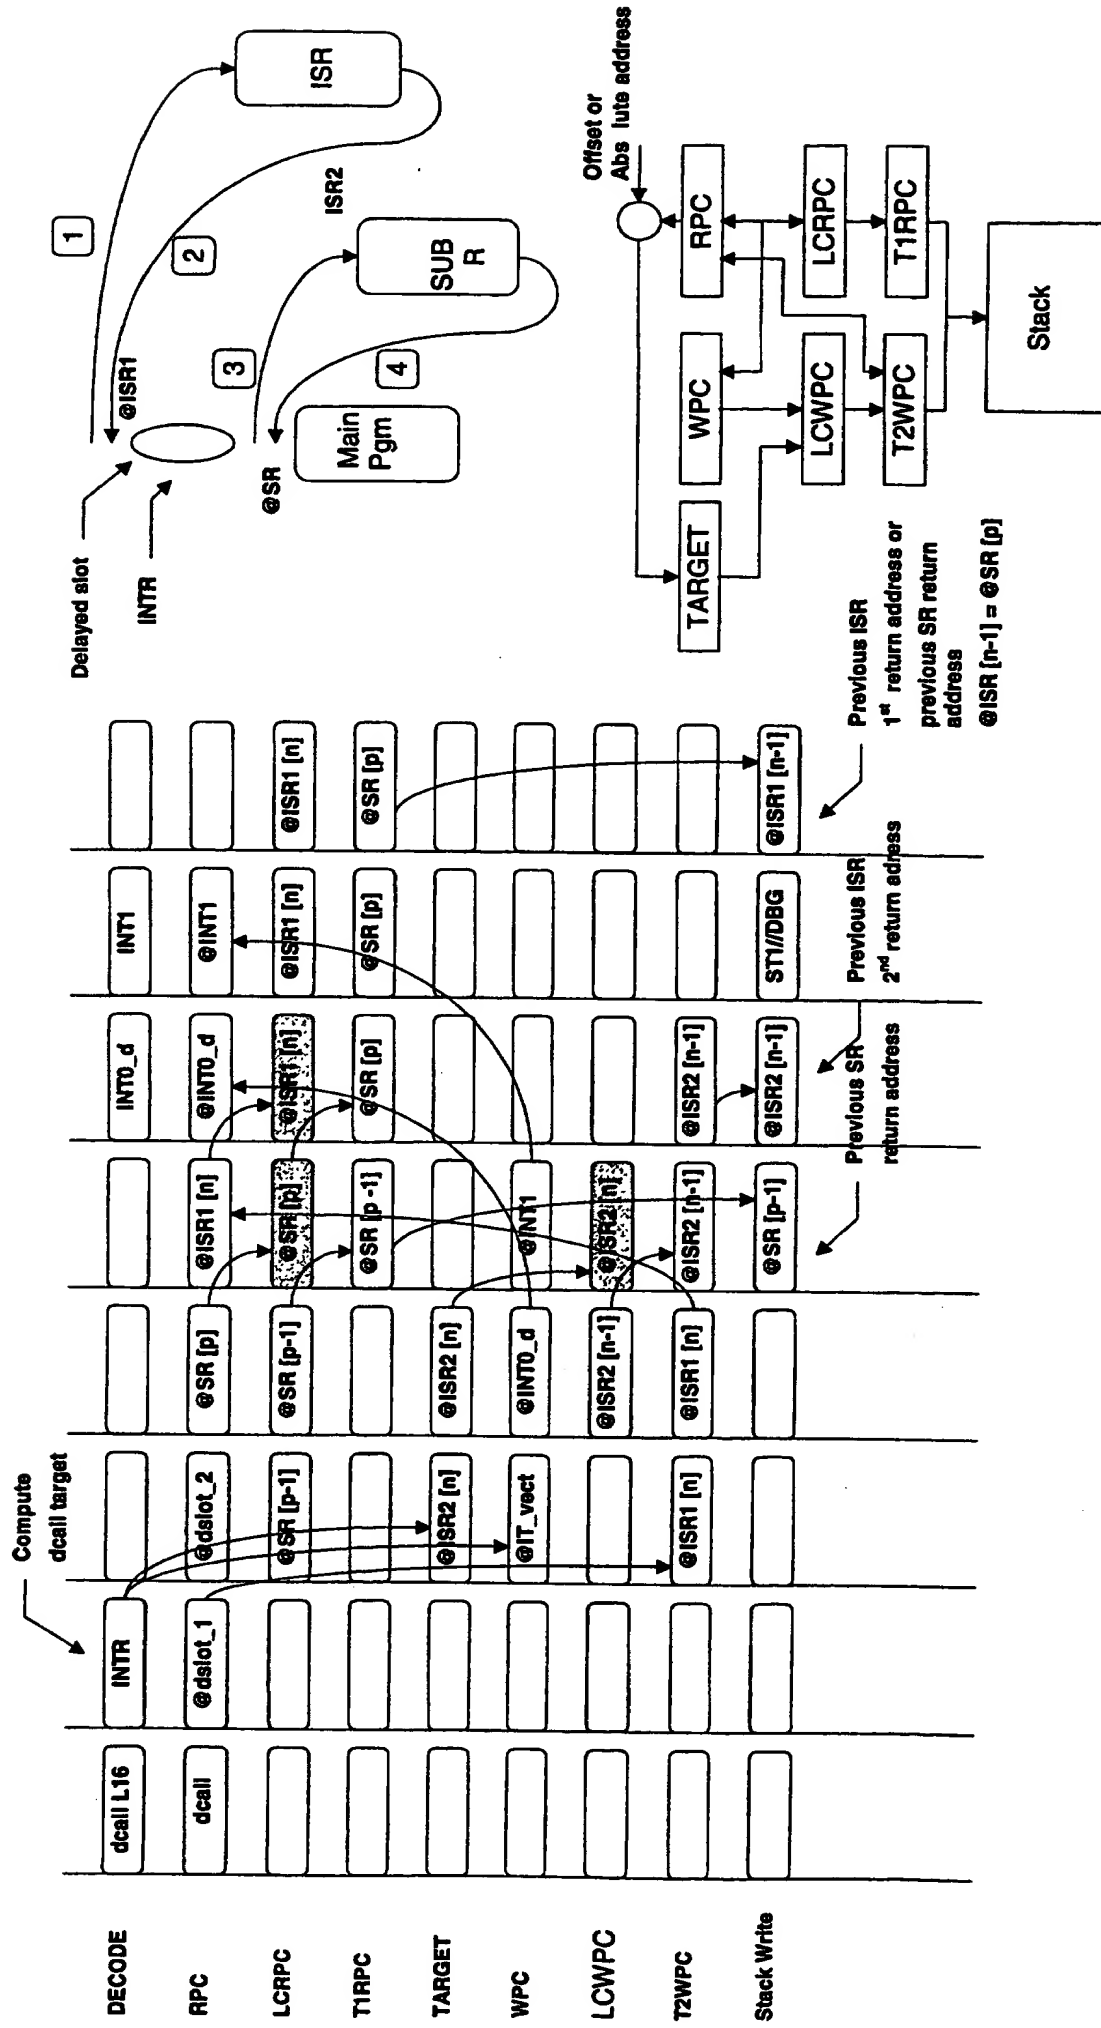 Compute
dcall target
DECODE
dcall L16
INTR
INT0_d
INT1
RPC
dcall
@dslot_1
@dslot_2
@SR [p]
@ISR1 [n]
@INT0_d
@INT1
LCRPC
@SR [p-1]
@SR [p-1]
@SR [p]
@ISR1 [n]
@ISR1 [n]
@ISR1 [n]
T1RPC
@SR [p -1]
@SR [p]
@SR [p]
@SR [p]
TARGET
@ISR2 [n]
@ISR2 [n]
WPC
@IT_vect
@INT0_d
@INT1
LCWPC
@ISR2 [n-1]
@ISR2 [n]
T2WPC
@ISR1 [n]
@ISR1 [n]
@ISR2 [n-1]
@ISR2 [n-1]
Stack Write
@SR [p-1]
@ISR2 [n-1]
ST1//DBG
@ISR1 [n-1]
Previous SR
return address
Previous ISR
2nd return adress
Previous ISR
1st return address or
previous SR return
address
@ISR [n-1] = @SR [p]
Delayed slot
INTR
@ISR1
1
2
ISR
ISR2
@SR
3
4
SUB
R
Main
Pgm
Offset or
Abs lute address
TARGET
WPC
RPC
LCWPC
LCRPC
T2WPC
T1RPC
Stack